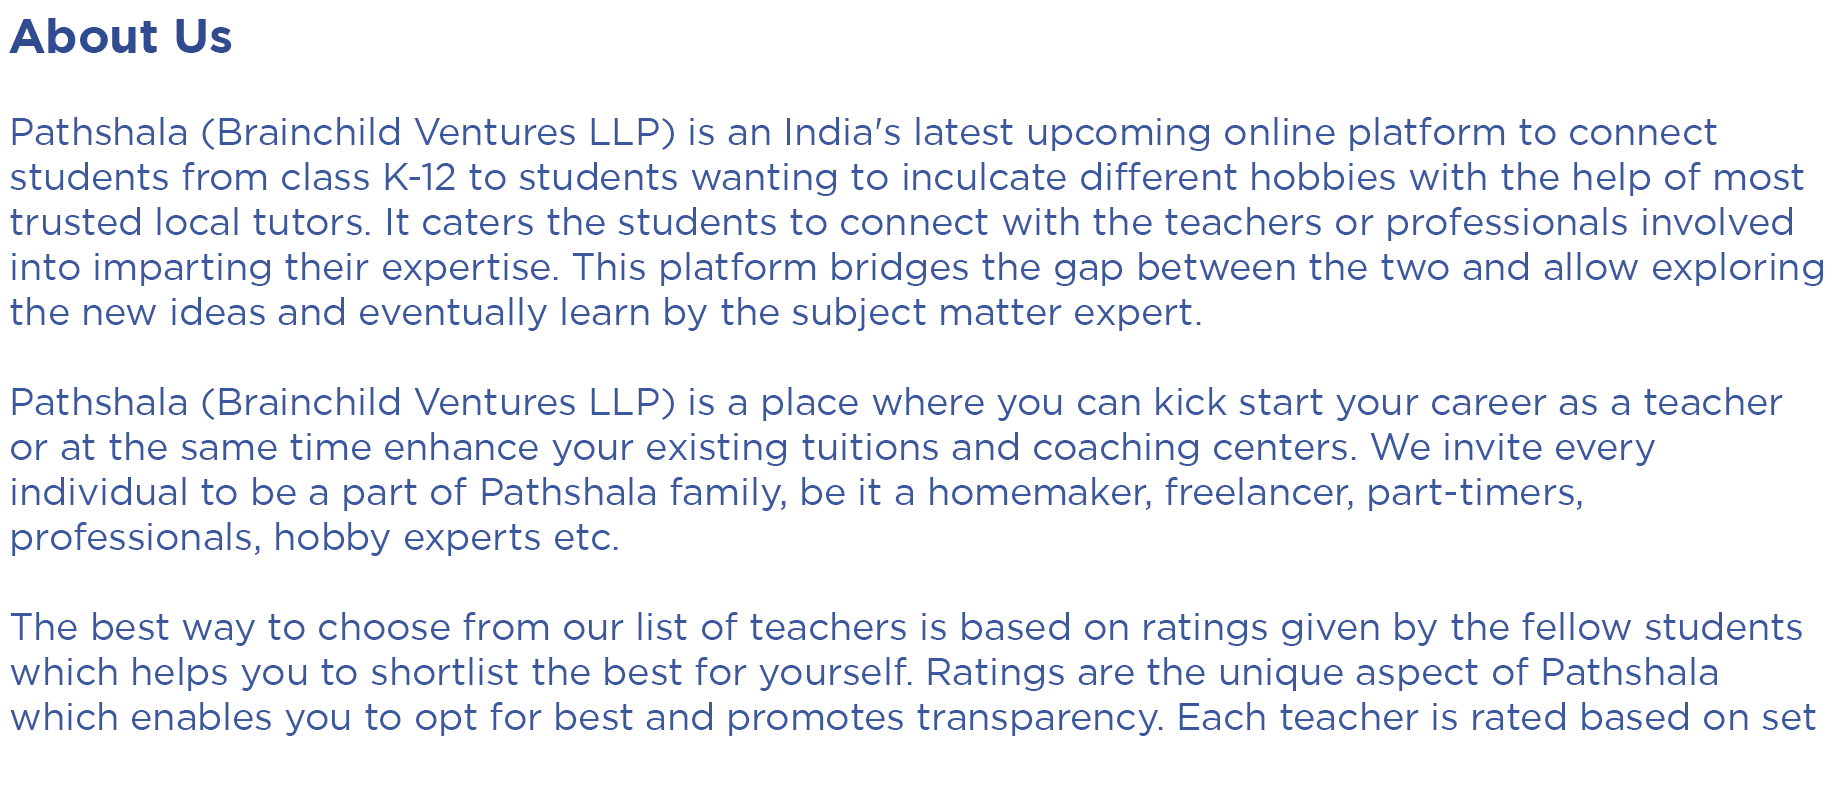 About Us
Pathshala (Brainchild Ventures LLP) is an India's latest upcoming online platform to connect
students from class K-12 to students wanting to inculcate different hobbies with the help of most
trusted local tutors. It caters the students to connect with the teachers or professionals involved
into imparting their expertise. This platform bridges the gap between the two and allow exploring
the new ideas and eventually learn by the subject matter expert.
Pathshala (Brainchild Ventures LLP) is a place where you can kick start your career as a teacher
or at the same time enhance your existing tuitions and coaching centers. We invite every
individual to be a part of Pathshala family, be it a homemaker, freelancer, part-timers,
professionals, hobby experts etc.
The best way to choose from our list of teachers is based on ratings given by the fellow students
which helps you to shortlist the best for yourself. Ratings are the unique aspect of Pathshala
which enables you to opt for best and promotes transparency. Each teacher is rated based on set